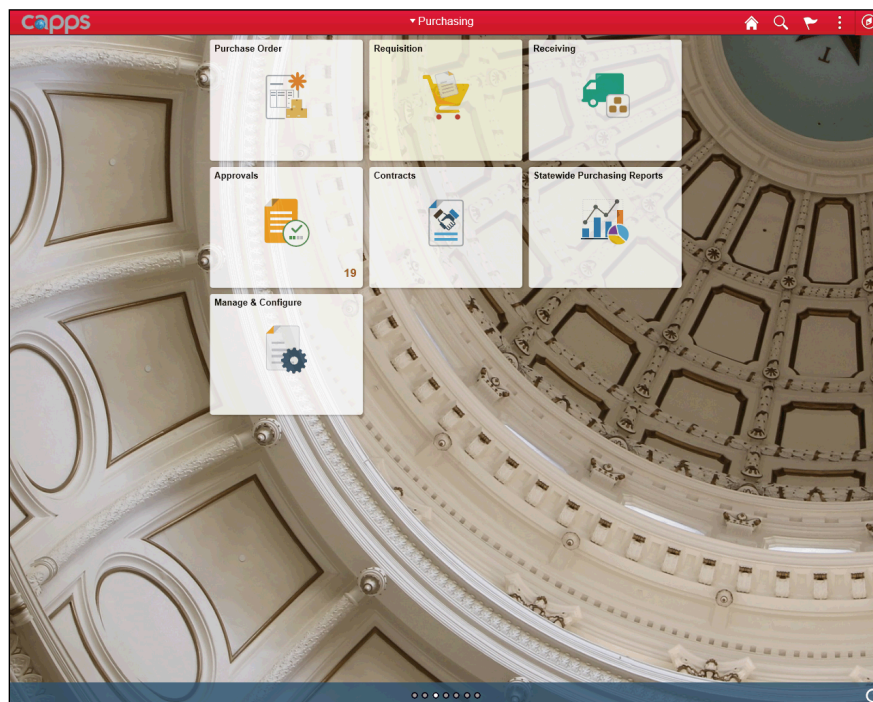 capps
Purchasing
Purchase Order
Requisition
Receiving
Approvals
19
Contracts
Statewide Purchasing Reports
Manage & Configure